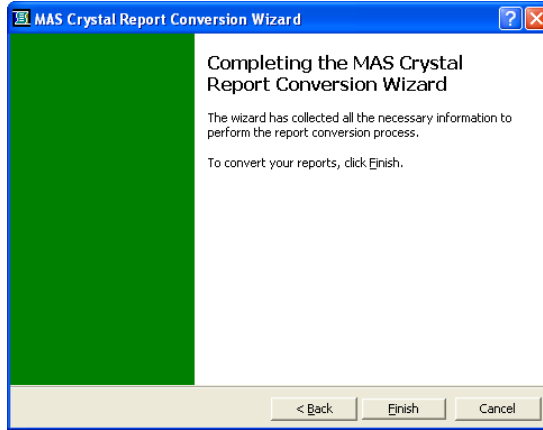 MAS Crystal Report Conversion Wizard
Completing the MAS Crystal
Report Conversion Wizard
The wizard has collected all the necessary information to
perform the report conversion process.
To convert your reports, click Finish.
< Back Finish Cancel